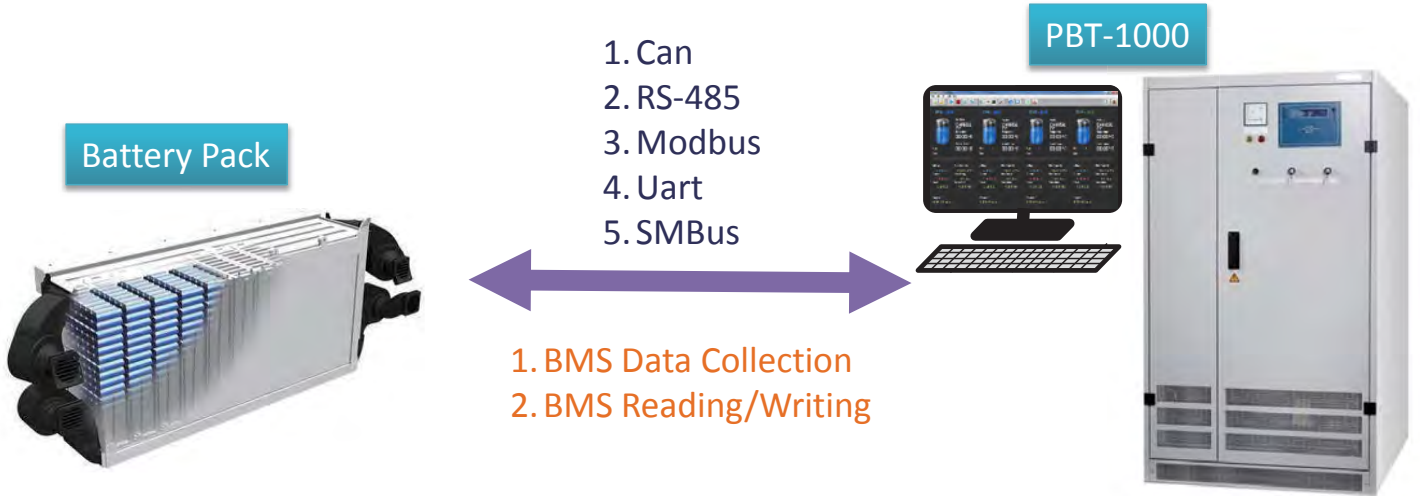 PBT-1000
1. Can
2. RS-485
3. Modbus
4. Uart
5. SMBus
Battery Pack
1. BMS Data Collection
2. BMS Reading/Writing